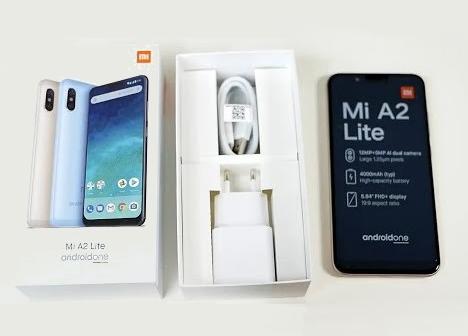 mi
Mi A2 Lite
androidone
mi
Mi A2
Lite
12MP+5MP AI dual camera
Large 1.25μm pixels
4000mAh (typ)
High-capacity battery
5.84" FHD+ display
19:9 aspect ratio
androidone